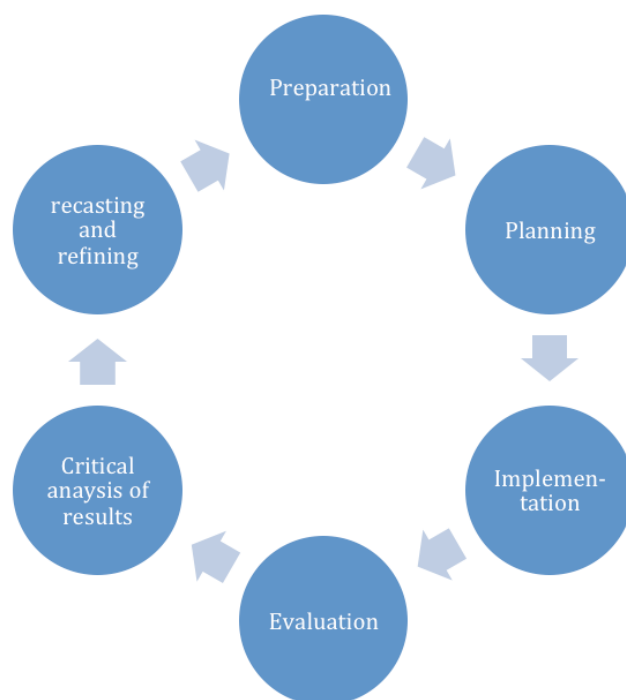 Preparation
Planning
Implemen-
tation
Evaluation
Critical
anaysis of
results
recasting
and
refining